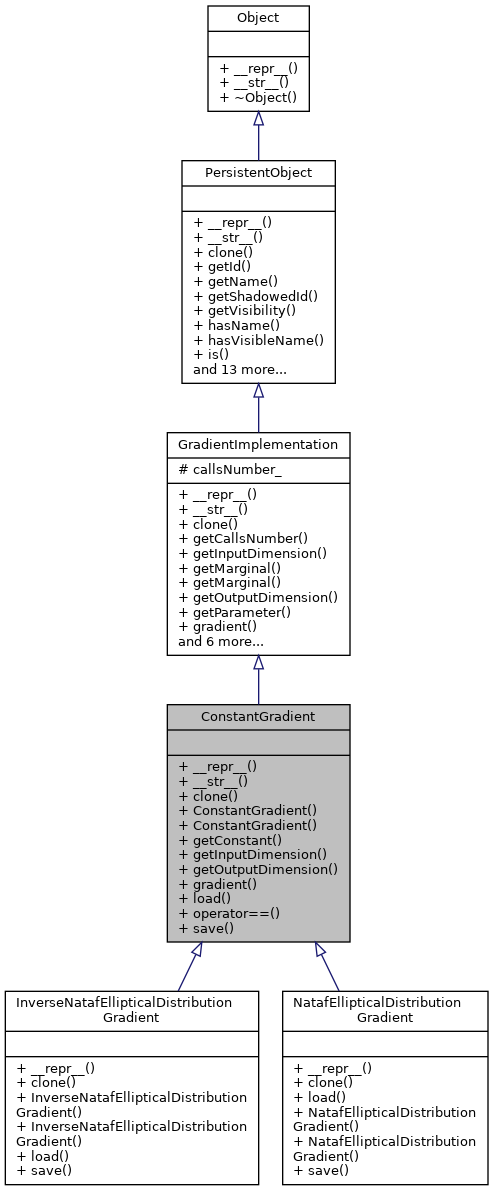 Object
+ __repr__()
+ __str__()
+ ~Object()
PersistentObject
+ __repr__()
+ __str__()
+ clone()
+ getId()
+ getName()
+ getShadowedId()
+ getVisibility()
+ hasName()
+ hasVisibleName()
+ is()
and 13 more...
GradientImplementation
# callsNumber_
+ __repr__()
+ __str__()
+ clone()
+ getCallsNumber()
+ getInputDimension()
+ getMarginal()
+ getMarginal()
+ getOutputDimension()
+ getParameter()
+ gradient()
and 6 more...
ConstantGradient
+ __repr__()
+ __str__()
+ clone()
+ ConstantGradient()
+ ConstantGradient()
+ getConstant()
+ getInputDimension()
+ getOutputDimension()
+ gradient()
+ load()
+ operator==()
+ save()
InverseNatafEllipticalDistribution
Gradient
+ __repr__()
+ clone()
+ InverseNatafEllipticalDistribution
Gradient()
+ InverseNatafEllipticalDistribution
Gradient()
+ load()
+ save()
NatafEllipticalDistribution
Gradient
+ __repr__()
+ clone()
+ load()
+ NatafEllipticalDistribution
Gradient()
+ NatafEllipticalDistribution
Gradient()
+ save()